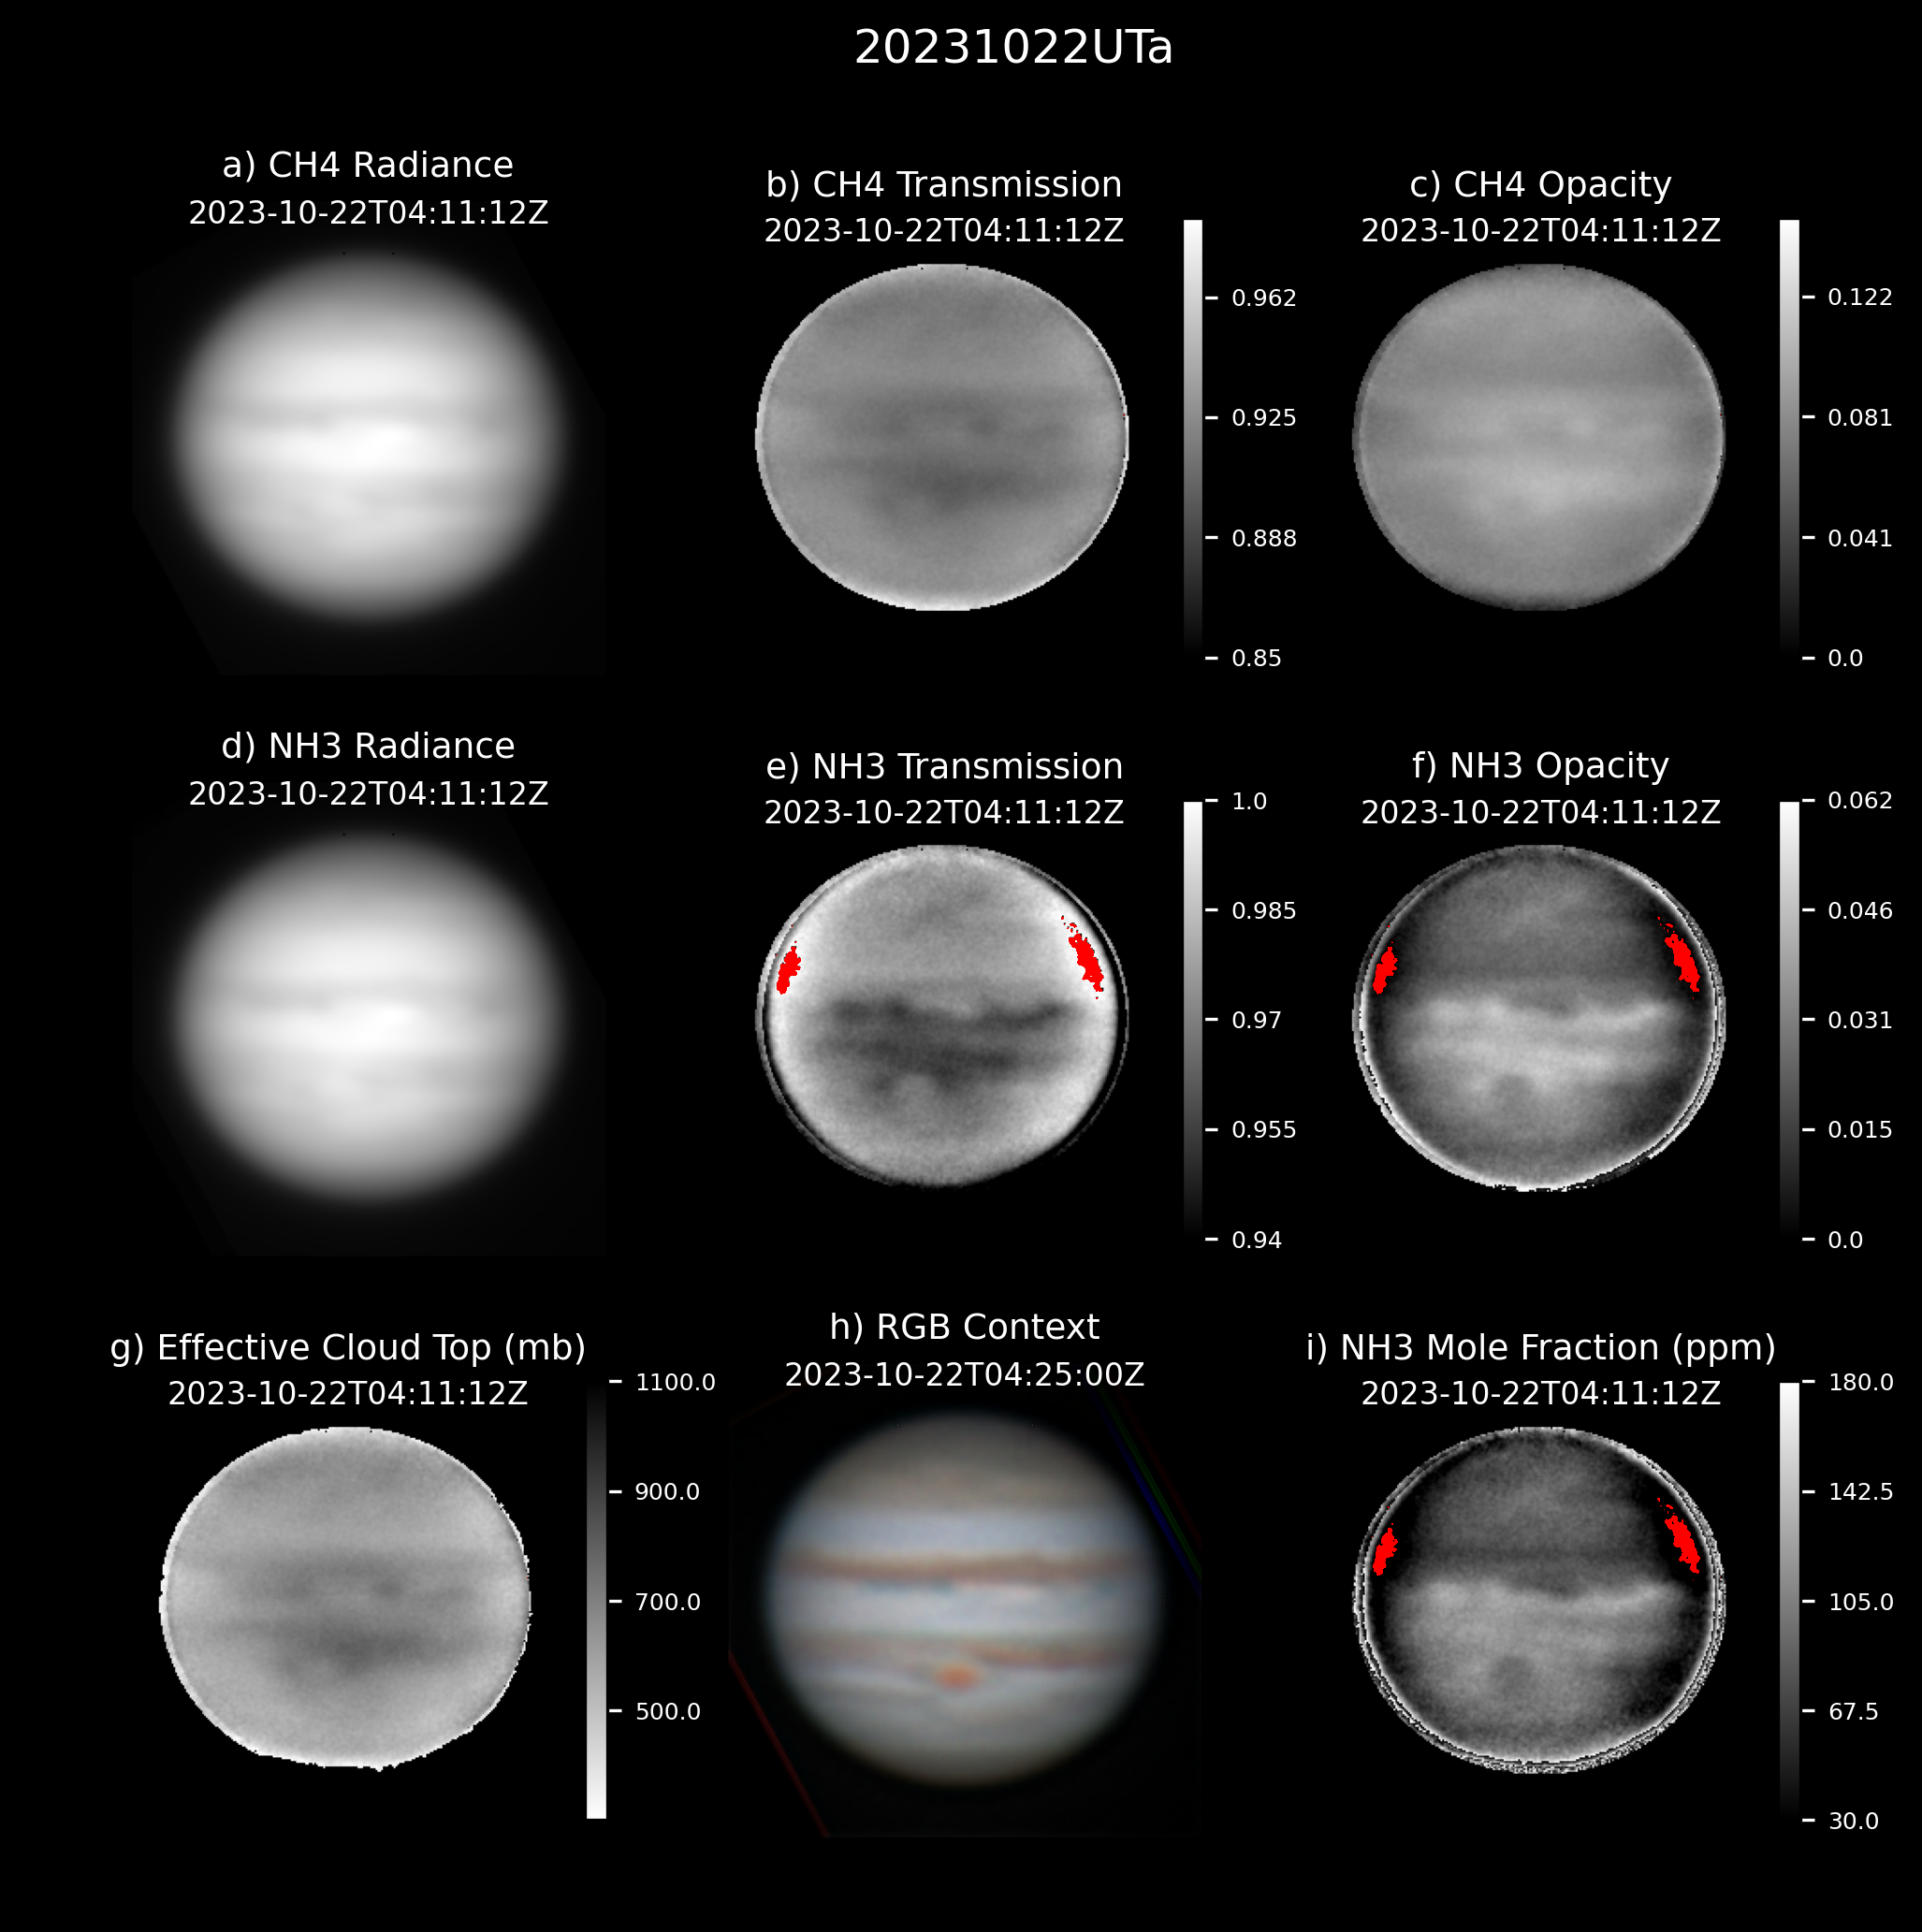 20231022UTa
a) CH4 Radiance
2023-10-22T04:11:12Z
b) CH4 Transmission
2023-10-22T04:11:12Z
0.962
0.925
0.888
0.85
c) CH4 Opacity
2023-10-22T04:11:12Z
0.122
0.081
0.041
0.0
d) NH3 Radiance
2023-10-22T04:11:12Z
e) NH3 Transmission
2023-10-22T04:11:12Z
1.0
0.985
0.97
0.955
0.94
f) NH3 Opacity
2023-10-22T04:11:12Z
0.062
0.046
0.031
0.015
0.0
g) Effective Cloud Top (mb)
2023-10-22T04:11:12Z
1100.0
900.0
700.0
500.0
h) RGB Context
2023-10-22T04:25:00Z
i) NH3 Mole Fraction (ppm)
2023-10-22T04:11:12Z
180.0
142.5
105.0
67.5
30.0